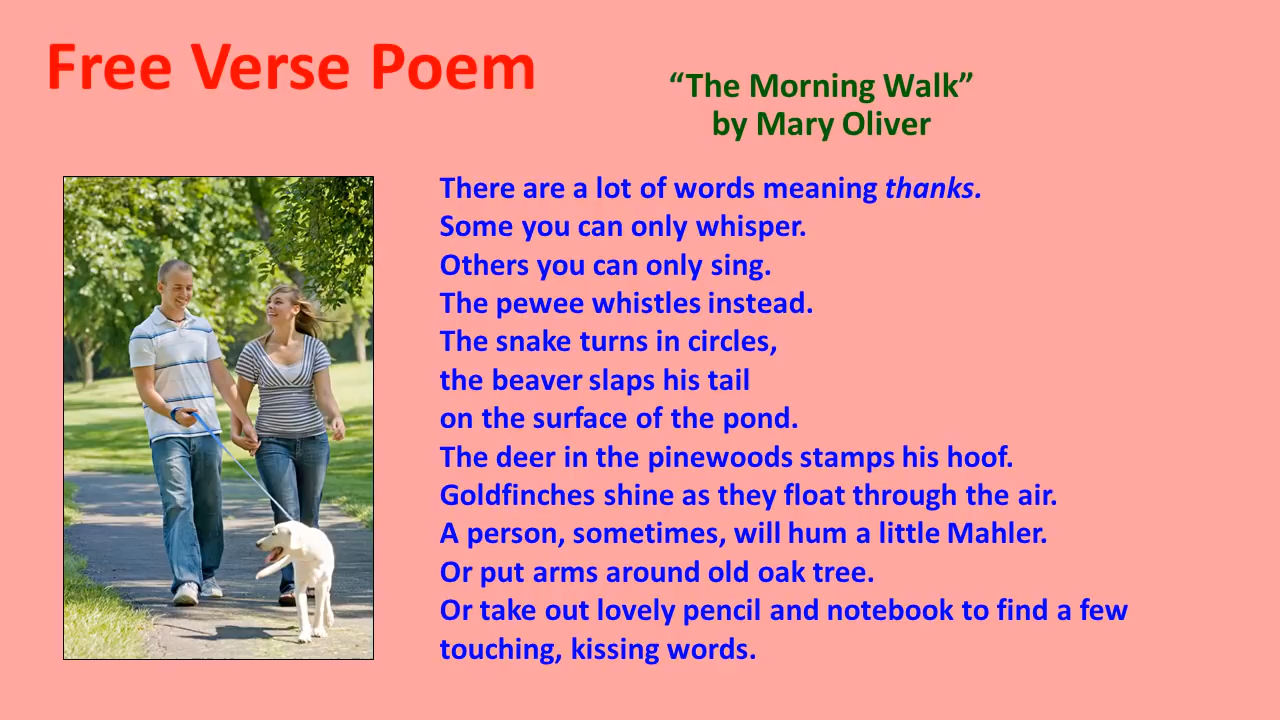 Free Verse Poem
“The Morning Walk”
by Mary Oliver
There are a lot of words meaning thanks.
Some you can only whisper.
Others you can only sing.
The pewee whistles instead.
The snake turns in circles,
the beaver slaps his tail
on the surface of the pond.
The deer in the pinewoods stamps his hoof.
Goldfinches shine as they float through the air.
A person, sometimes, will hum a little Mahler.
Or put arms around old oak tree.
Or take out lovely pencil and notebook to find a few
touching, kissing words.